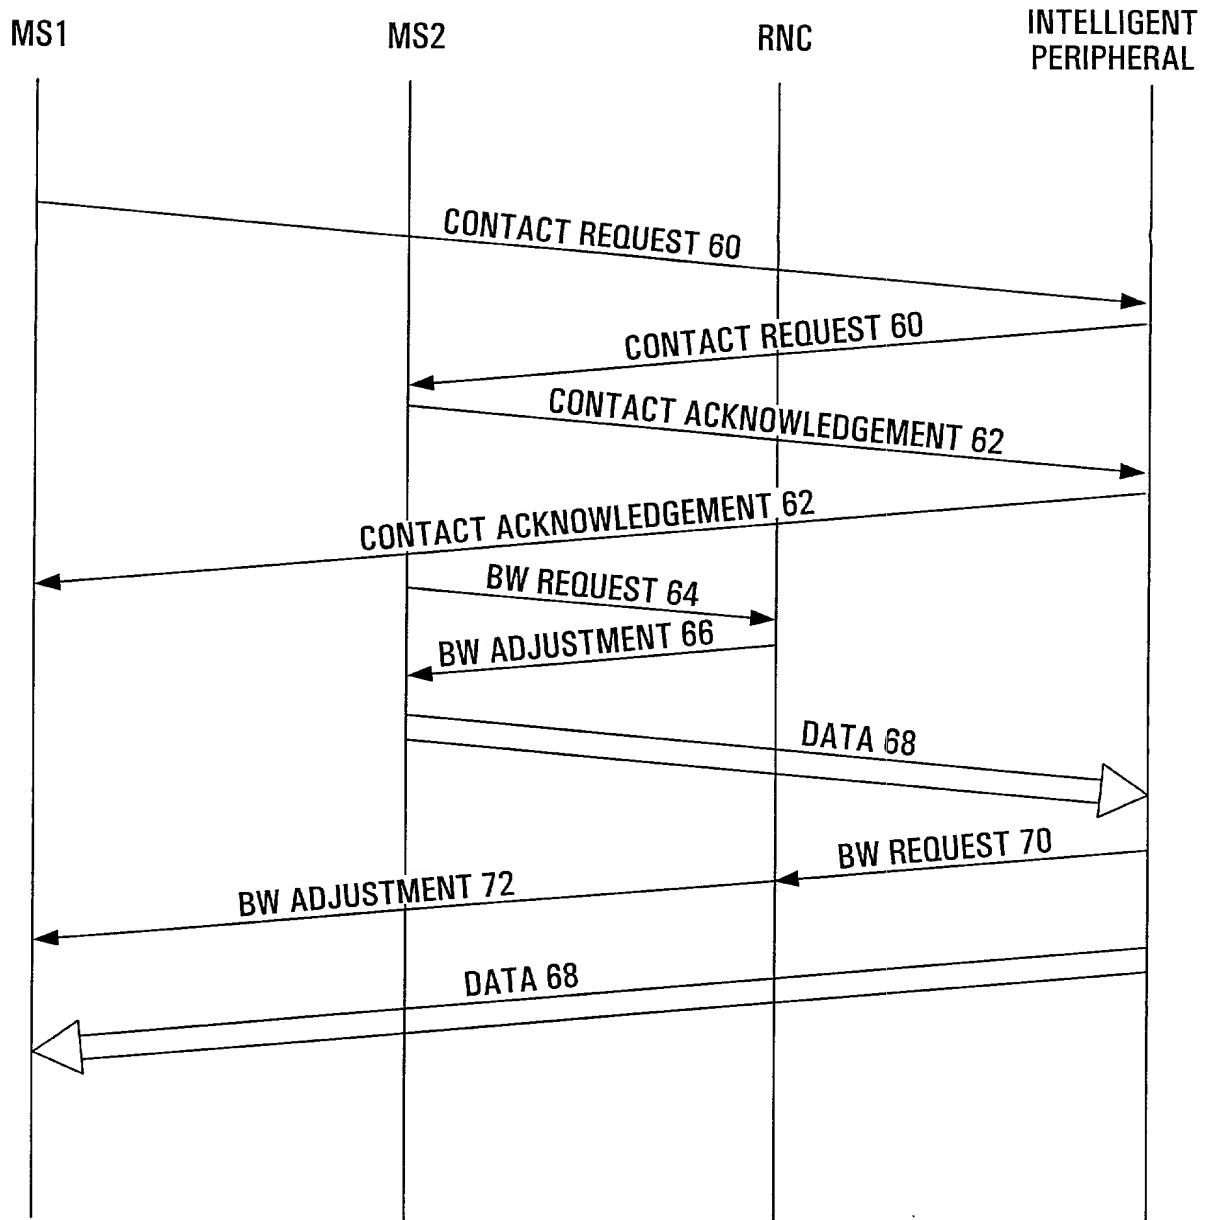 MS1
MS2
RNC
INTELLIGENT
PERIPHERAL
CONTACT REQUEST 60
CONTACT REQUEST 60
CONTACT ACKNOWLEDGEMENT 62
CONTACT ACKNOWLEDGEMENT 62
BW REQUEST 64
BW ADJUSTMENT 66
DATA 68
BW REQUEST 70
BW ADJUSTMENT 72
DATA 68